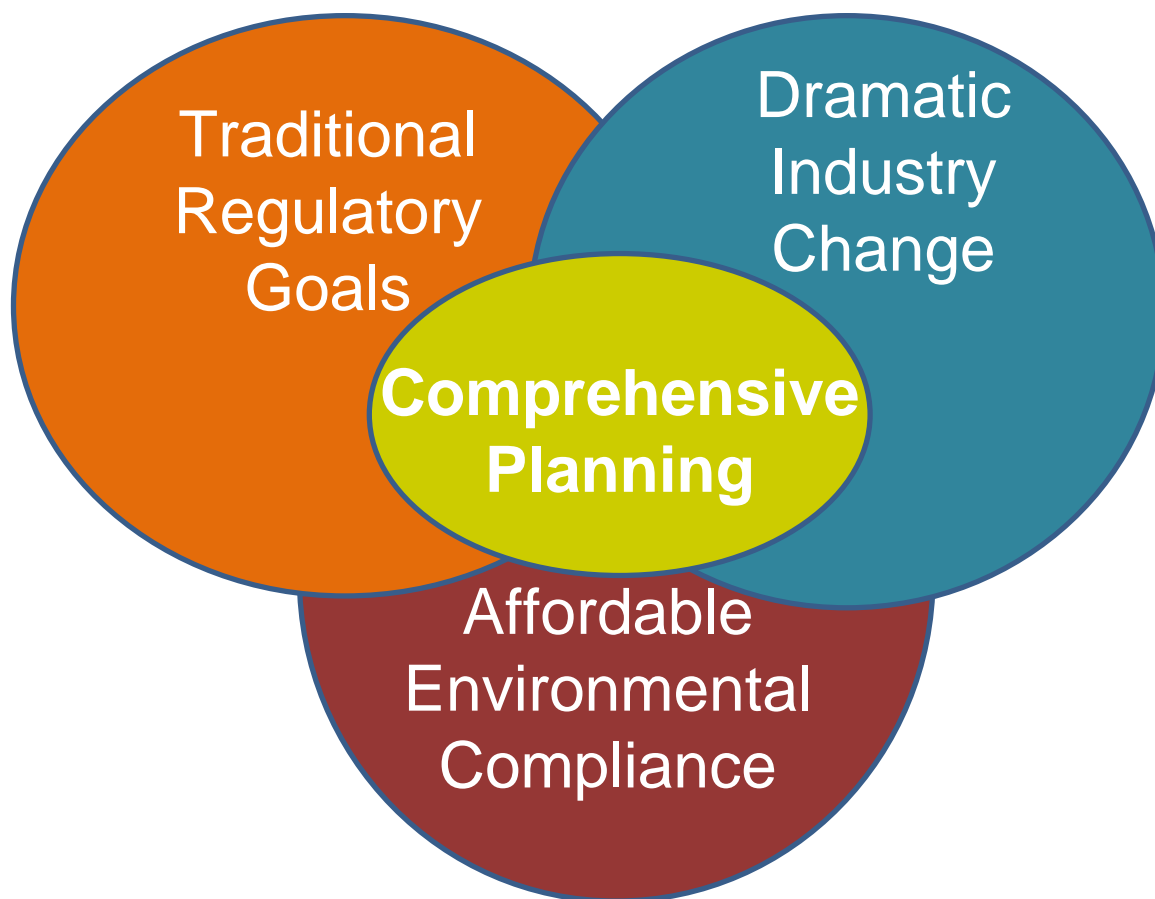 Traditional
Regulatory
Goals
Dramatic
Industry
Change
Comprehensive
Planning
Affordable
Environmental
Compliance